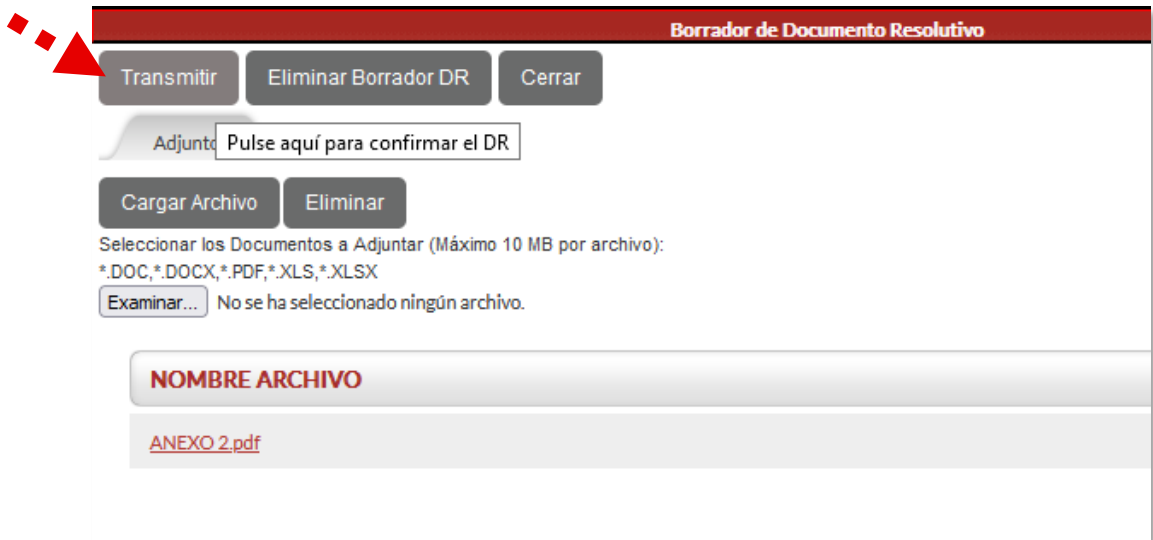 Borrador de Documento Resolutivo
Transmitir Eliminar Borrador DR Cerrar
Pulse aquí para confirmar el DR
Cargar Archivo Eliminar
Seleccionar los Documentos a Adjuntar (Máximo 10 MB por archivo):
*.DOC,*.DOCX,*.PDF,*.XLS,*.XLSX
Examinar... No se ha seleccionado ningún archivo.
NOMBRE ARCHIVO
ANEXO 2.pdf